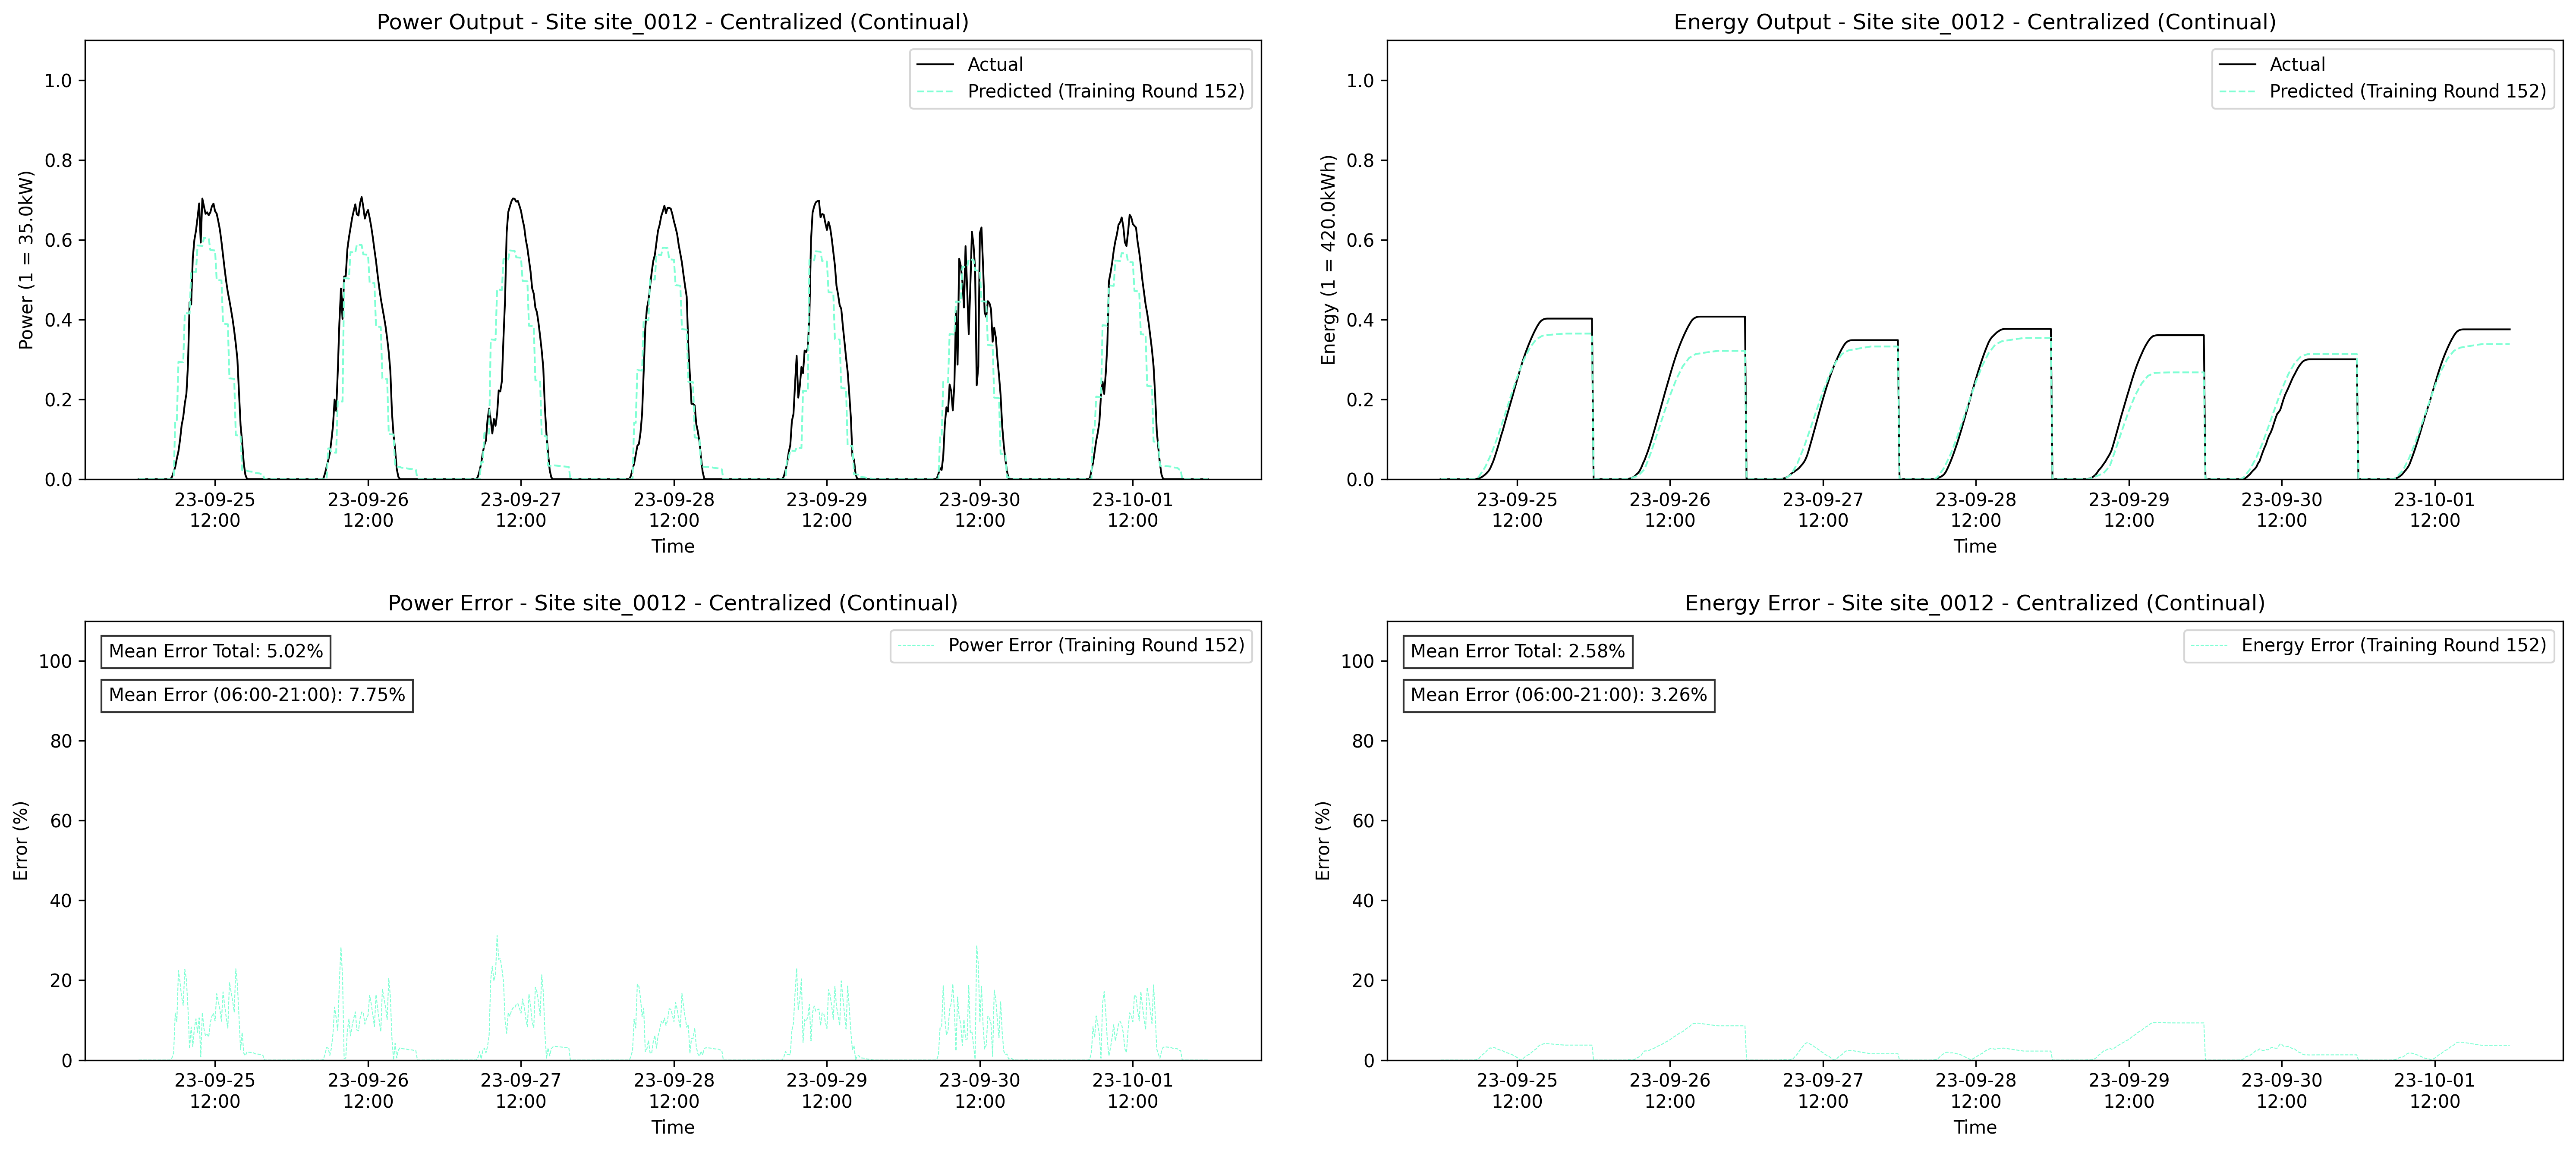 Power Output - Site site_0012 - Centralized (Continual)
Power (1 = 35.0kW)
1.0
0.8
0.6
0.4
0.2
0.0
Actual
Predicted (Training Round 152)
23-09-25 23-09-26 23-09-27 23-09-28 23-09-29 23-09-30 23-10-01
12:00 12:00 12:00 12:00 12:00 12:00 12:00
Time
Energy Output - Site site_0012 - Centralized (Continual)
Energy (1 = 420.0kWh)
1.0
0.8
0.6
0.4
0.2
0.0
Actual
Predicted (Training Round 152)
23-09-25 23-09-26 23-09-27 23-09-28 23-09-29 23-09-30 23-10-01
12:00 12:00 12:00 12:00 12:00 12:00 12:00
Time
Power Error - Site site_0012 - Centralized (Continual)
Error (%)
100
80
60
40
20
0
Mean Error Total: 5.02%
Mean Error (06:00-21:00): 7.75%
Power Error (Training Round 152)
23-09-25 23-09-26 23-09-27 23-09-28 23-09-29 23-09-30 23-10-01
12:00 12:00 12:00 12:00 12:00 12:00 12:00
Time
Energy Error - Site site_0012 - Centralized (Continual)
Error (%)
100
80
60
40
20
0
Mean Error Total: 2.58%
Mean Error (06:00-21:00): 3.26%
Energy Error (Training Round 152)
23-09-25 23-09-26 23-09-27 23-09-28 23-09-29 23-09-30 23-10-01
12:00 12:00 12:00 12:00 12:00 12:00 12:00
Time